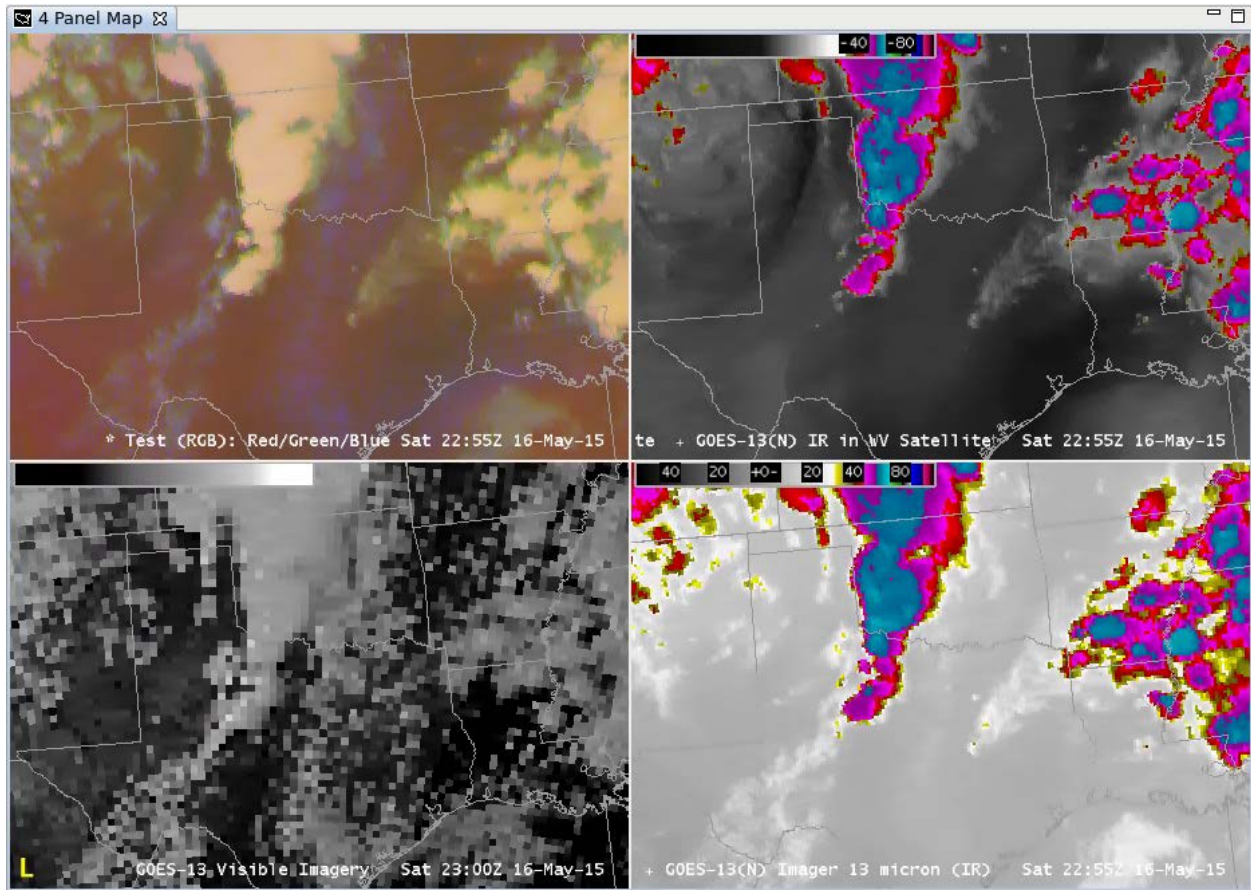 4 Panel Map
-40 -80
* Test (RGB): Red/Green/Blue Sat 22:55Z 16-May-15
te + GOES-13(N) IR in WV Satellite Sat 22:55Z 16-May-15
40 20 +0- 20 40 80
L GOES-13 Visible Imagery Sat 23:00Z 16-May-15
+ GOES-13(N) Imager 13 micron (IR) Sat 22:55Z 16-May-15